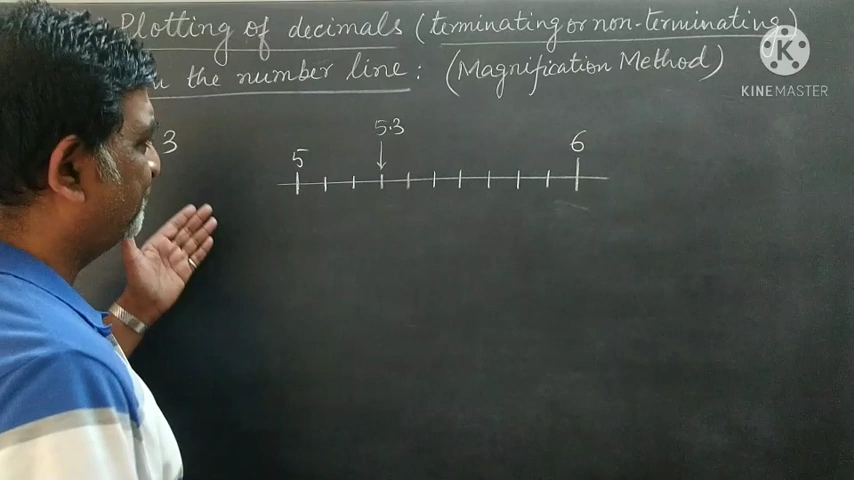 Plotting of decimals (terminating or non-terminating)
the number line : (Magnification Method)
K
KINEMASTER
5.3
3
5
6